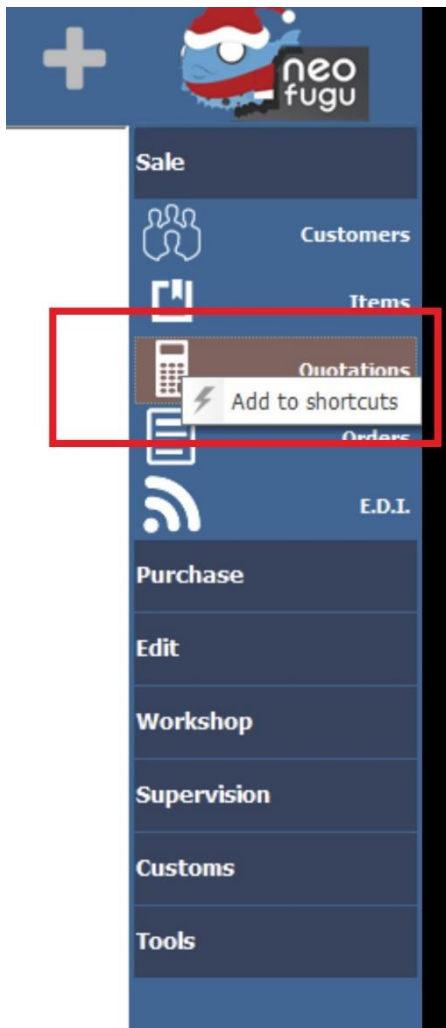 neo
fugu
Sale
Customers
Items
Quotations
Add to shortcuts
Orders
E.D.I.
Purchase
Edit
Workshop
Supervision
Customs
Tools